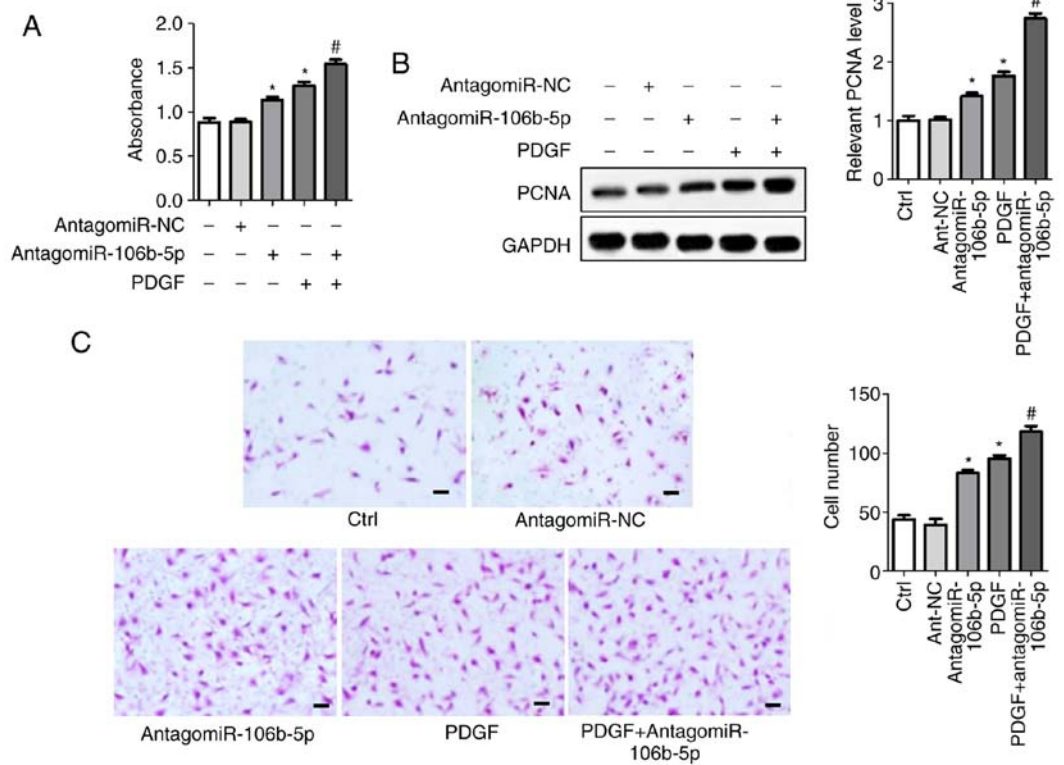 A
Absorbance
2.0
1.5
1.0
0.5
0.0
* * #
AntagomiR-NC – + – – –
AntagomiR-106b-5p – – + – +
PDGF – – – + +
B
AntagomiR-NC – + – – –
AntagomiR-106b-5p – – + – +
PDGF – – – + +
PCNA
GAPDH
Relevant PCNA level
3
2
1
0
* * #
Ctrl
Ant-NC
AntagomiR-
106b-5p
PDGF
PDGF+antagomiR-
106b-5p
C
Ctrl
AntagomiR-NC
AntagomiR-106b-5p
PDGF
PDGF+AntagomiR-
106b-5p
Cell number
150
100
50
0
* * #
Ctrl
Ant-NC
AntagomiR-
106b-5p
PDGF
PDGF+antagomiR-
106b-5p